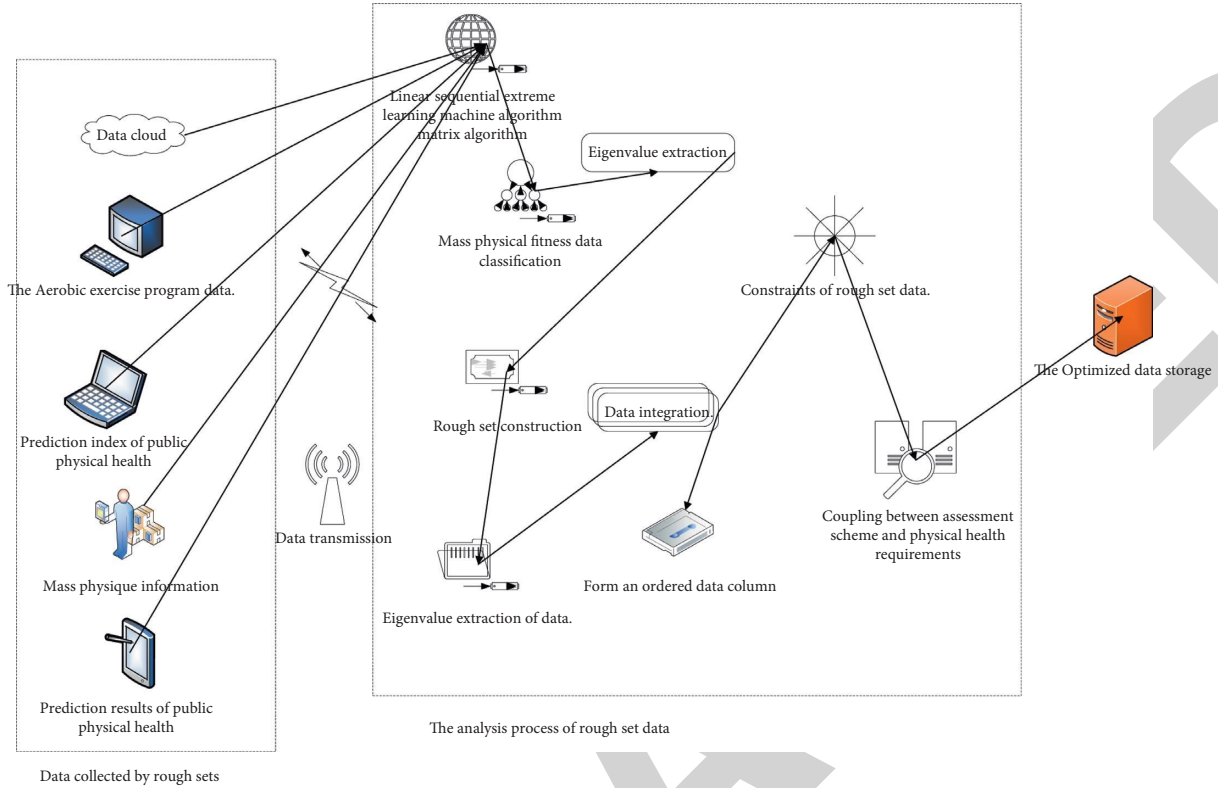 Data cloud
The Aerobic exercise program data.
Prediction index of public
physical health
Mass physique information
Prediction results of public
physical health
Data collected by rough sets
Data transmission
Linear sequential extreme
learning machine algorithm
matrix algorithm
Eigenvalue extraction
Mass physical fitness data
classification
Rough set construction
Eigenvalue extraction of data.
Data integration.
Form an ordered data column
Constraints of rough set data.
Coupling between assessment
scheme and physical health
requirements
The analysis process of rough set data
The Optimized data storage